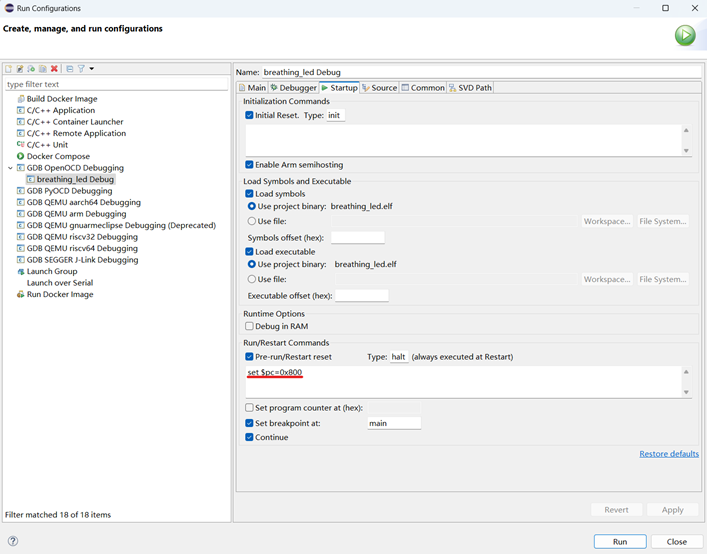 Run Configurations
Create, manage, and run configurations
type filter text
Build Docker Image
C/C++ Application
C/C++ Container Launcher
C/C++ Remote Application
C/C++ Unit
Docker Compose
GDB OpenOCD Debugging
breathing_led Debug
GDB PyOCD Debugging
GDB QEMU aarch64 Debugging
GDB QEMU arm Debugging
GDB QEMU gnuarmeclipse Debugging (Deprecated)
GDB QEMU riscv32 Debugging
GDB QEMU riscv64 Debugging
GDB SEGGER J-Link Debugging
Launch Group
Launch over Serial
Run Docker Image
Filter matched 18 of 18 items
Name: breathing_led Debug
Main Debugger Startup Source Common SVD Path
Initialization Commands
Initial Reset. Type: init
Enable Arm semihosting
Load Symbols and Executable
Load symbols
Use project binary: breathing_led.elf
Use file: Workspace... File System...
Symbols offset (hex):
Load executable
Use project binary: breathing_led.elf
Use file: Workspace... File System...
Executable offset (hex):
Runtime Options
Debug in RAM
Run/Restart Commands
Pre-run/Restart reset Type: halt (always executed at Restart)
set $pc=0x800
Set program counter at (hex):
Set breakpoint at: main
Continue
Restore defaults
Revert Apply
Run Close